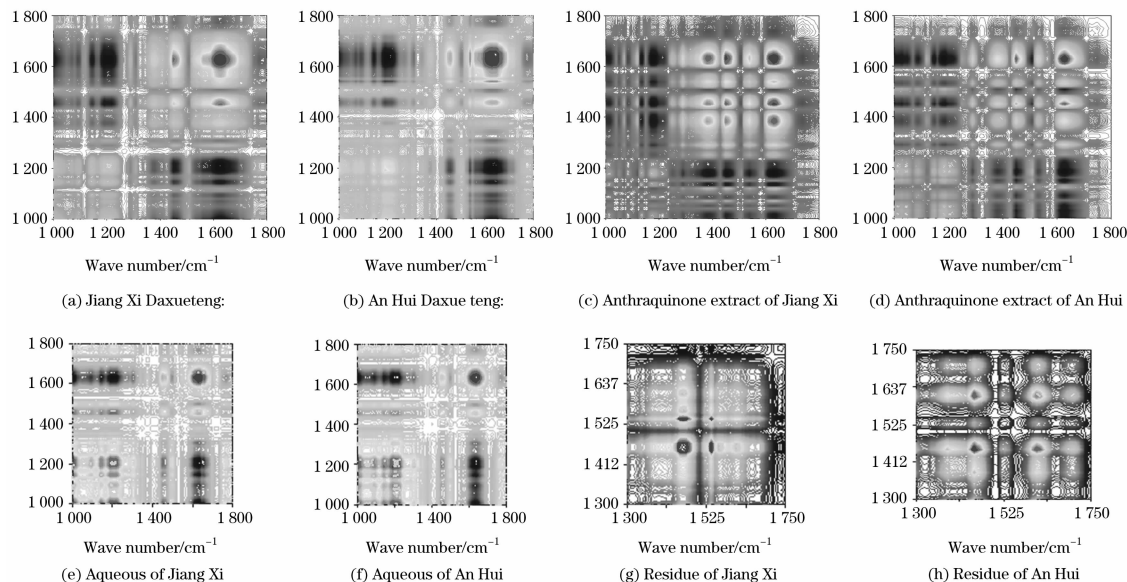 1 800
1 600
1 400
1 200
1 000
1 000 1 200 1 400 1 600 1 800
Wave number/cm−1
(a) Jiang Xi Daxueteng:
1 800
1 600
1 400
1 200
1 000
1 000 1 200 1 400 1 600 1 800
Wave number/cm−1
(b) An Hui Daxue teng:
1 800
1 600
1 400
1 200
1 000
1 000 1 200 1 400 1 600 1 800
Wave number/cm−1
(c) Anthraquinone extract of Jiang Xi
1 800
1 600
1 400
1 200
1 000
1 000 1 200 1 400 1 600 1 800
Wave number/cm−1
(d) Anthraquinone extract of An Hui
1 800
1 600
1 400
1 200
1 000
1 000 1 400 1 800
Wave number/cm−1
(e) Aqueous of Jiang Xi
1 800
1 600
1 400
1 200
1 000
1 000 1 400 1 800
Wave number/cm−1
(f) Aqueous of An Hui
1 750
1 637
1 525
1 412
1 300
1 300 1 525 1 750
Wave number/cm−1
(g) Residue of Jiang Xi
1 750
1 637
1 525
1 412
1 300
1 300 1 525 1 750
Wave number/cm−1
(h) Residue of An Hui